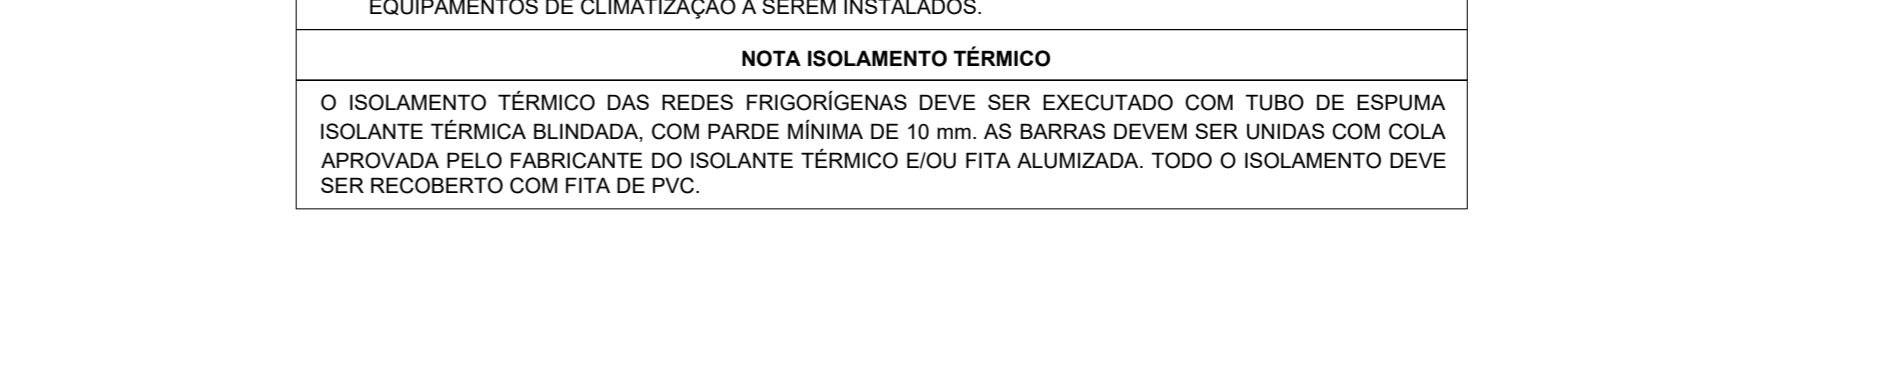 EQUIPAMENTOS DE CLIMATIZAÇÃO A SEREM INSTALADOS.
NOTA ISOLAMENTO TÉRMICO
O ISOLAMENTO TÉRMICO DAS REDES FRIGORÍGENAS DEVE SER EXECUTADO COM TUBO DE ESPUMA
ISOLANTE TÉRMICA BLINDADA, COM PARDE MÍNIMA DE 10 mm. AS BARRAS DEVEM SER UNIDAS COM COLA
APROVADA PELO FABRICANTE DO ISOLANTE TÉRMICO E/OU FITA ALUMIZADA. TODO O ISOLAMENTO DEVE
SER RECOBERTO COM FITA DE PVC.